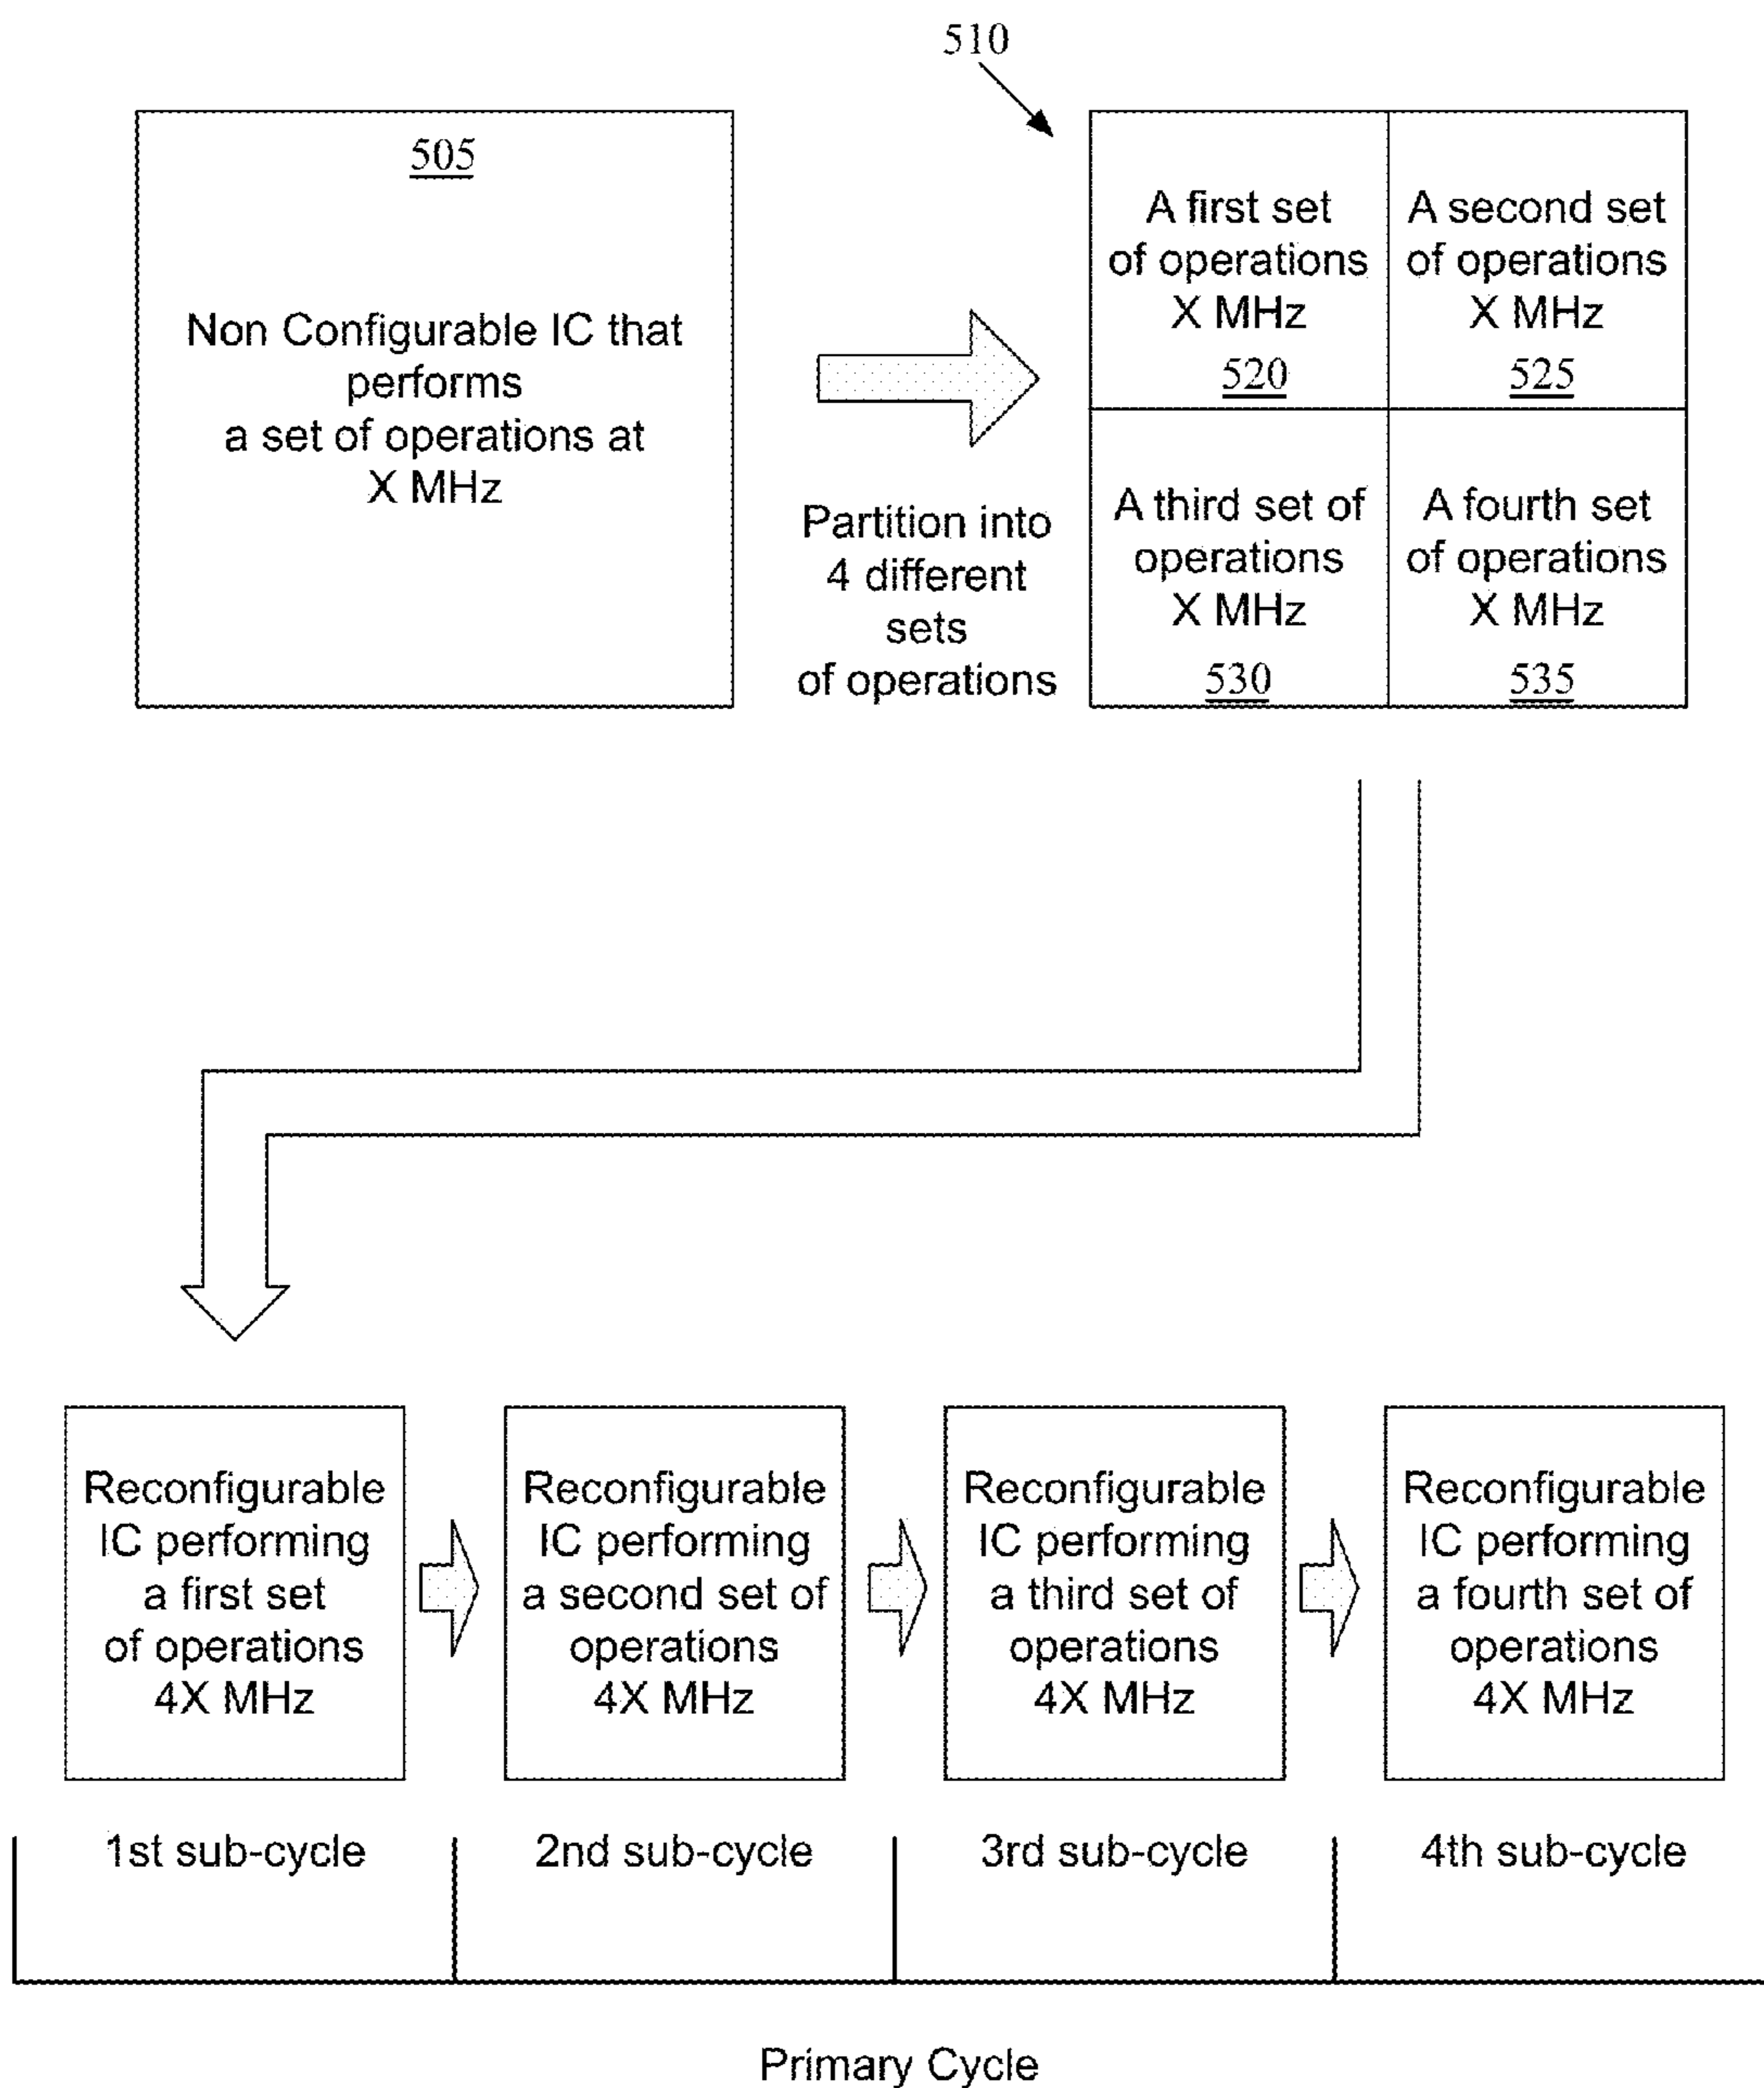 510
505
Non Configurable IC that
performs
a set of operations at
X MHz
Partition into
4 different
sets
of operations
A first set
of operations
X MHz
520
A second set
of operations
X MHz
525
A third set of
operations
X MHz
530
A fourth set
of operations
X MHz
535
Reconfigurable
IC performing
a first set
of operations
4X MHz
Reconfigurable
IC performing
a second set of
operations
4X MHz
Reconfigurable
IC performing
a third set of
operations
4X MHz
Reconfigurable
IC performing
a fourth set of
operations
4X MHz
1st sub-cycle
2nd sub-cycle
3rd sub-cycle
4th sub-cycle
Primary Cycle